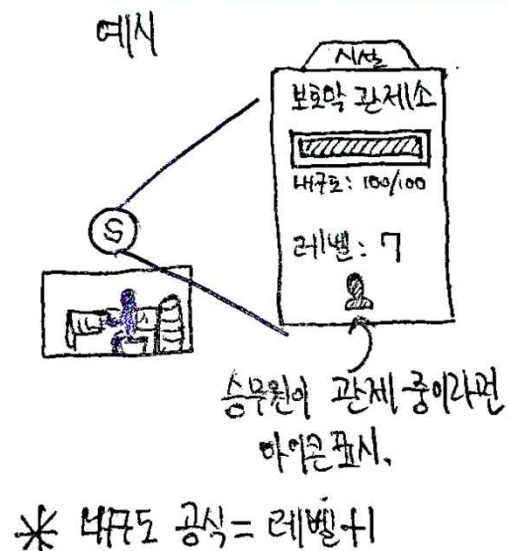 예시
시설
보호막 관제소
내구도: 100/100
레벨: 7
S
승무원이 관제 중이라면
아이콘 표시.
* 내구도 공식 = 레벨+1